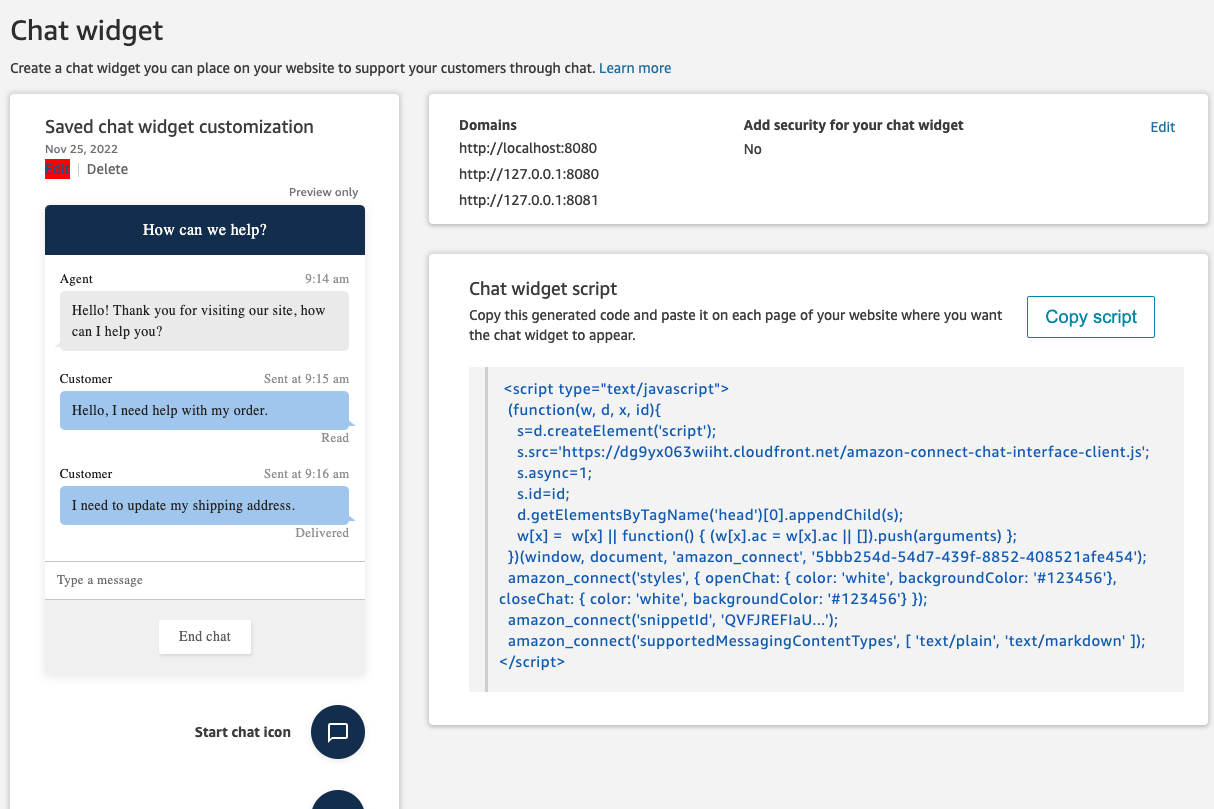 Chat widget
Create a chat widget you can place on your website to support your customers through chat. Learn more
Saved chat widget customization
Nov 25, 2022
Edit | Delete
Preview only
How can we help?
Agent 9:14 am
Hello! Thank you for visiting our site, how
can I help you?
Customer Sent at 9:15 am
Hello, I need help with my order.
Read
Customer Sent at 9:16 am
I need to update my shipping address.
Delivered
Type a message
End chat
Start chat icon
Domains
http://localhost:8080
http://127.0.0.1:8080
http://127.0.0.1:8081
Add security for your chat widget
No
Edit
Chat widget script
Copy this generated code and paste it on each page of your website where you want
the chat widget to appear.
Copy script
<script type="text/javascript">
(function(w, d, x, id){
s=d.createElement('script');
s.src='https://dg9yx063wiiht.cloudfront.net/amazon-connect-chat-interface-client.js';
s.async=1;
s.id=id;
d.getElementsByTagName('head')[0].appendChild(s);
w[x] =  w[x] || function() { (w[x].ac = w[x].ac || []).push(arguments) };
})(window, document, 'amazon_connect', '5bbb254d-54d7-439f-8852-408521afe454');
amazon_connect('styles', { openChat: { color: 'white', backgroundColor: '#123456'},
closeChat: { color: 'white', backgroundColor: '#123456'} });
amazon_connect('snippetId', 'QVFJREFIaU...');
amazon_connect('supportedMessagingContentTypes', [ 'text/plain', 'text/markdown' ]);
</script>